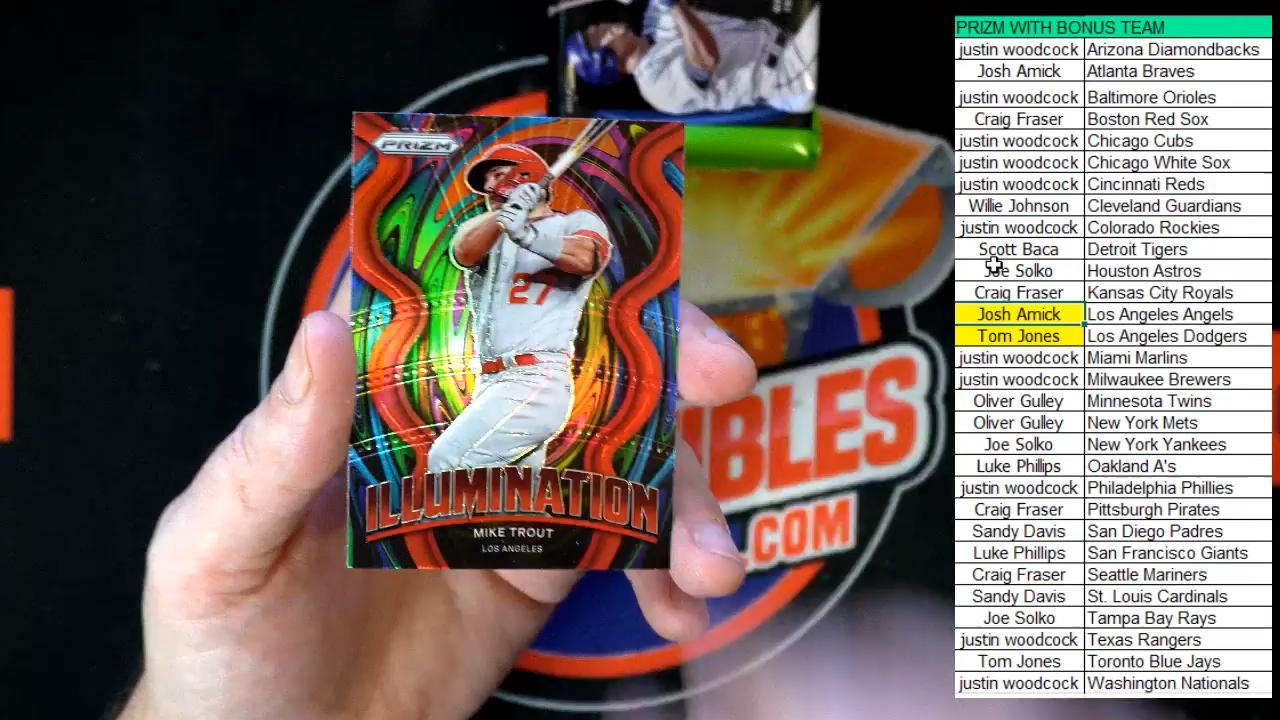 PRIZM
27
ILLUMINATION
MIKE TROUT
LOS ANGELES
IBLES
.COM
PRIZM WITH BONUS TEAM
justin woodcock Arizona Diamondbacks
Josh Amick Atlanta Braves
justin woodcock Baltimore Orioles
Craig Fraser Boston Red Sox
justin woodcock Chicago Cubs
justin woodcock Chicago White Sox
justin woodcock Cincinnati Reds
Willie Johnson Cleveland Guardians
justin woodcock Colorado Rockies
Scott Baca Detroit Tigers
Joe Solko Houston Astros
Craig Fraser Kansas City Royals
Josh Amick Los Angeles Angels
Tom Jones Los Angeles Dodgers
justin woodcock Miami Marlins
justin woodcock Milwaukee Brewers
Oliver Gulley Minnesota Twins
Oliver Gulley New York Mets
Joe Solko New York Yankees
Luke Phillips Oakland A's
justin woodcock Philadelphia Phillies
Craig Fraser Pittsburgh Pirates
Sandy Davis San Diego Padres
Luke Phillips San Francisco Giants
Craig Fraser Seattle Mariners
Sandy Davis St. Louis Cardinals
Joe Solko Tampa Bay Rays
justin woodcock Texas Rangers
Tom Jones Toronto Blue Jays
justin woodcock Washington Nationals